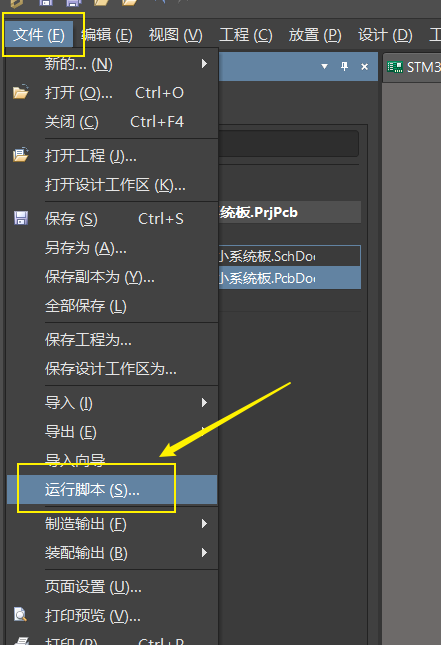 文件 (F) 编辑 (E) 视图 (V) 工程 (C) 放置 (P) 设计 (D)
新的... (N)
打开 (O)... Ctrl+O
关闭 (C) Ctrl+F4
打开工程 (J)...
打开设计工作区 (K)...
保存 (S) Ctrl+S
另存为 (A)...
保存副本为 (Y)...
全部保存 (L)
保存工程为...
保存设计工作区为...
导入 (I)
导出 (E)
导入向导
运行脚本 (S)...
制造输出 (F)
装配输出 (B)
页面设置 (U)...
打印预览 (V)...
打印 (P)... Ctrl+P
STM3
统板.PrjPcb
小系统板.SchDoc
小系统板.PcbDoc